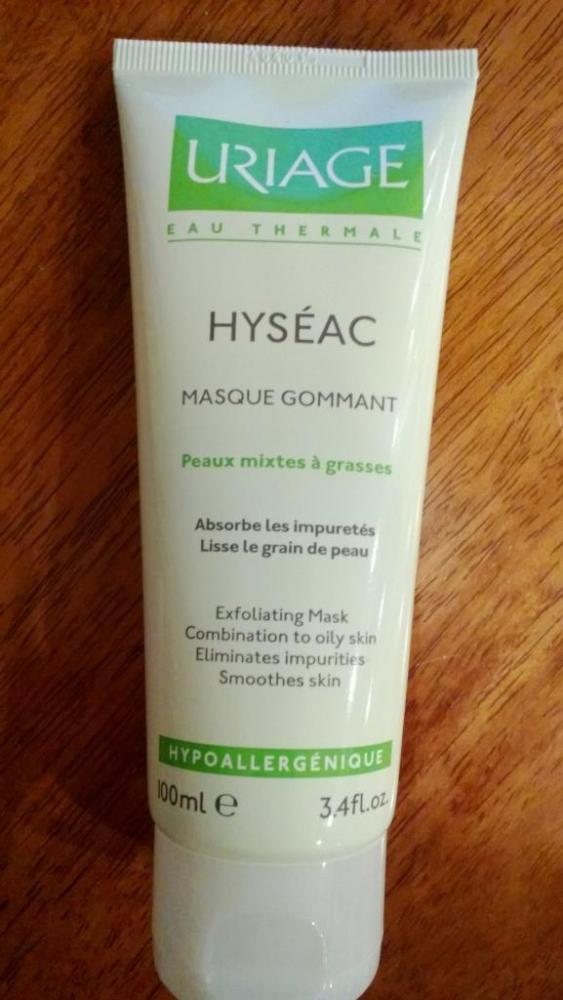 URIAGE
EAU THERMALE
HYSÉAC
MASQUE GOMMANT
Peaux mixtes à grasses
Absorbe les impuretés
Lisse le grain de peau
Exfoliating Mask
Combination to oily skin
Eliminates impurities
Smoothes skin
HYPOALLERGÉNIQUE
100ml ℮ 3,4fl.oz.